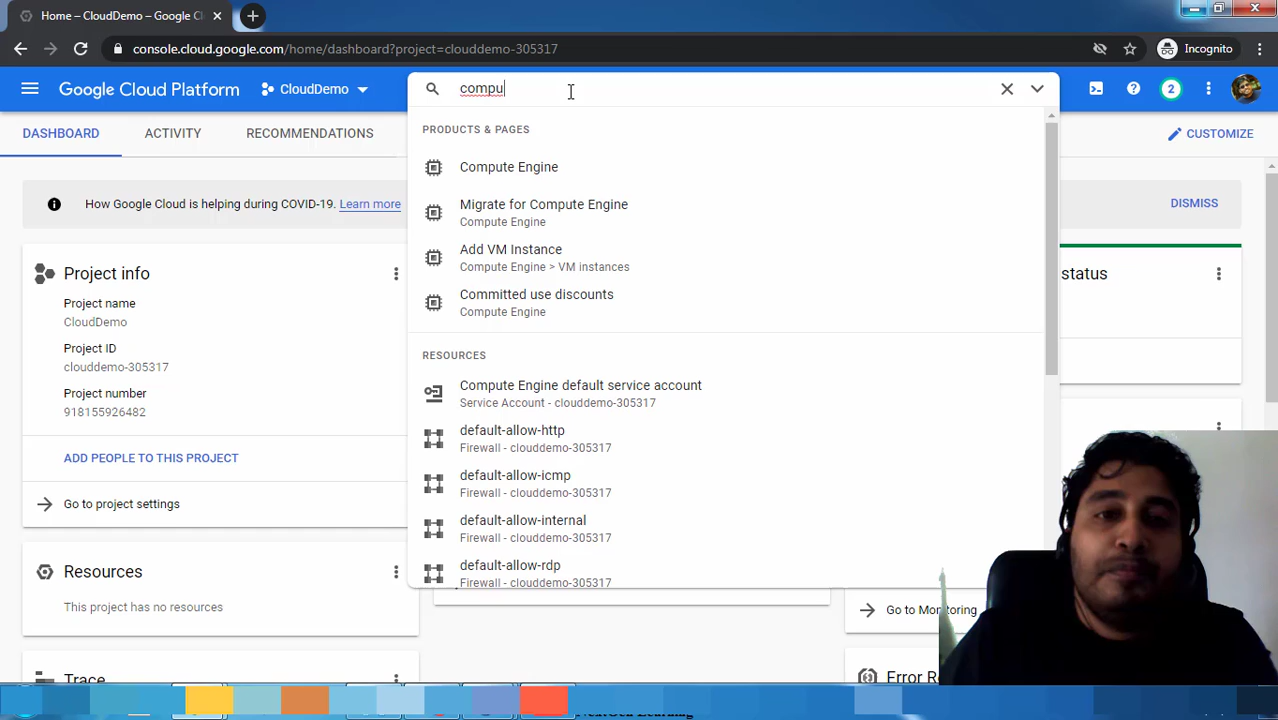 Home – CloudDemo – Google Cl
console.cloud.google.com/home/dashboard?project=clouddemo-305317
Incognito
Google Cloud Platform
CloudDemo
compu
2
DASHBOARD
ACTIVITY
RECOMMENDATIONS
CUSTOMIZE
How Google Cloud is helping during COVID-19. Learn more
DISMISS
PRODUCTS & PAGES
Compute Engine
Migrate for Compute Engine
Compute Engine
Add VM Instance
Compute Engine > VM instances
Committed use discounts
Compute Engine
RESOURCES
Compute Engine default service account
Service Account - clouddemo-305317
default-allow-http
Firewall - clouddemo-305317
default-allow-icmp
Firewall - clouddemo-305317
default-allow-internal
Firewall - clouddemo-305317
default-allow-rdp
Firewall - clouddemo-305317
Project info
Project name
CloudDemo
Project ID
clouddemo-305317
Project number
918155926482
ADD PEOPLE TO THIS PROJECT
Go to project settings
Resources
This project has no resources
Trace
status
Go to Monitoring
Error Re
NextGen Learning